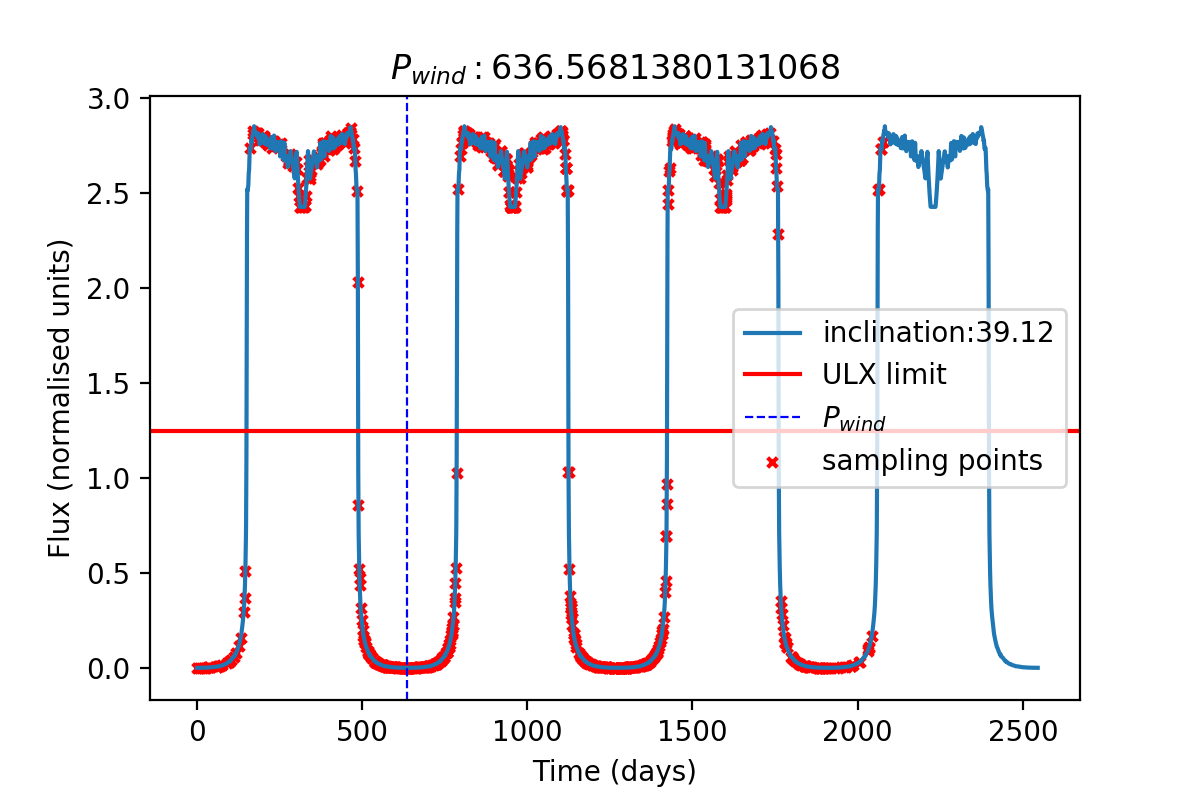 P_wind : 636.5681380131068
3.0
2.5
2.0
1.5
1.0
0.5
0.0
Flux (normalised units)
inclination:39.12
ULX limit
P_wind
sampling points
0 500 1000 1500 2000 2500
Time (days)